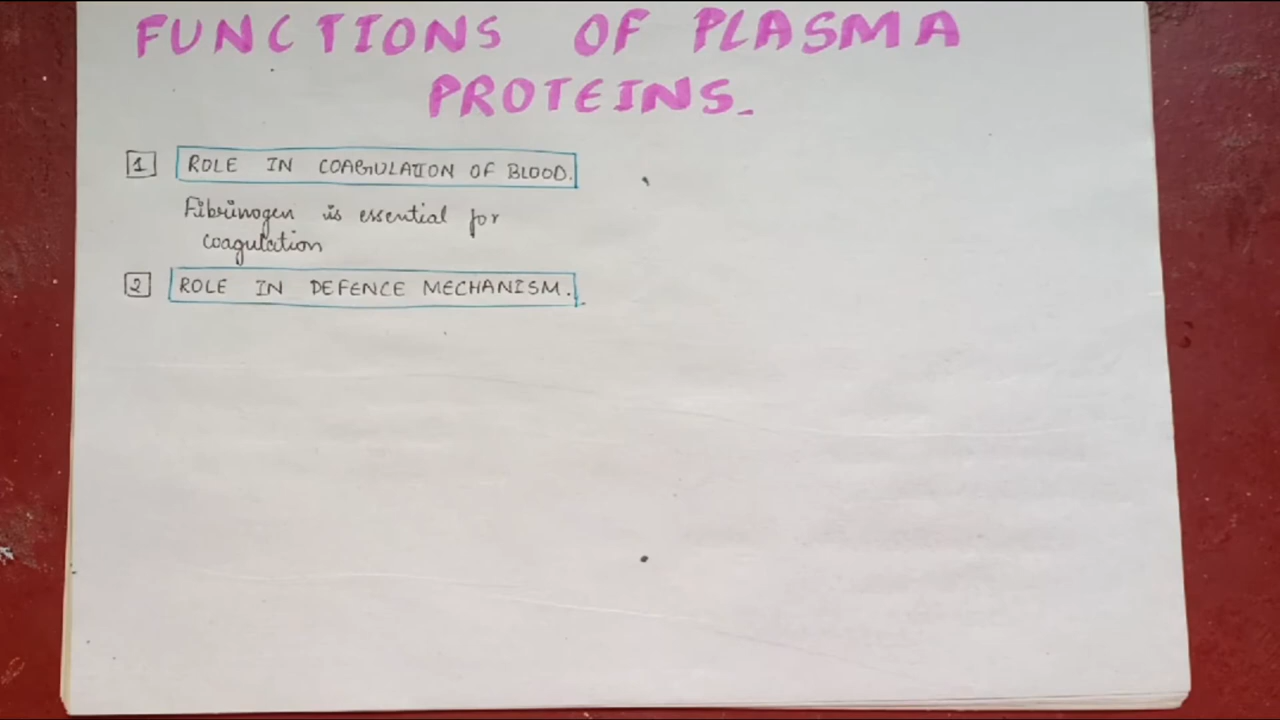 FUNCTIONS OF PLASMA
PROTEINS.
1 ROLE IN COAGULATION OF BLOOD.
Fibrinogen is essential for
coagulation
2 ROLE IN DEFENCE MECHANISM.